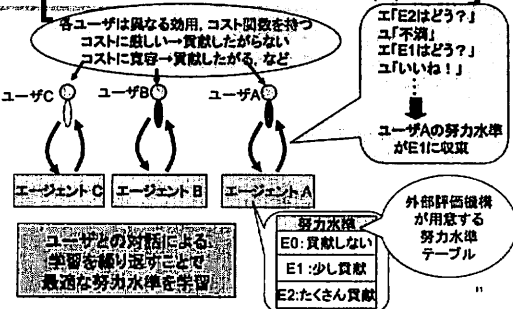 各ユーザは異なる効用,コスト関数を持つ
コストに厳しい→貢献したがらない
コストに寛容→貢献したがる,など
エ「E2はどう?」
ユ「不満」
エ「E1はどう?」
ユ「いいね!」
ユーザAの努力水準
がE1に収束
ユーザC
ユーザB
ユーザA
エージェントC
エージェントB
エージェントA
ユーザとの対話による
学習を繰り返すことで
最適な努力水準を学習
努力水準
E0:貢献しない
E1:少し貢献
E2:たくさん貢献
外部評価機構
が用意する
努力水準
テーブル
11